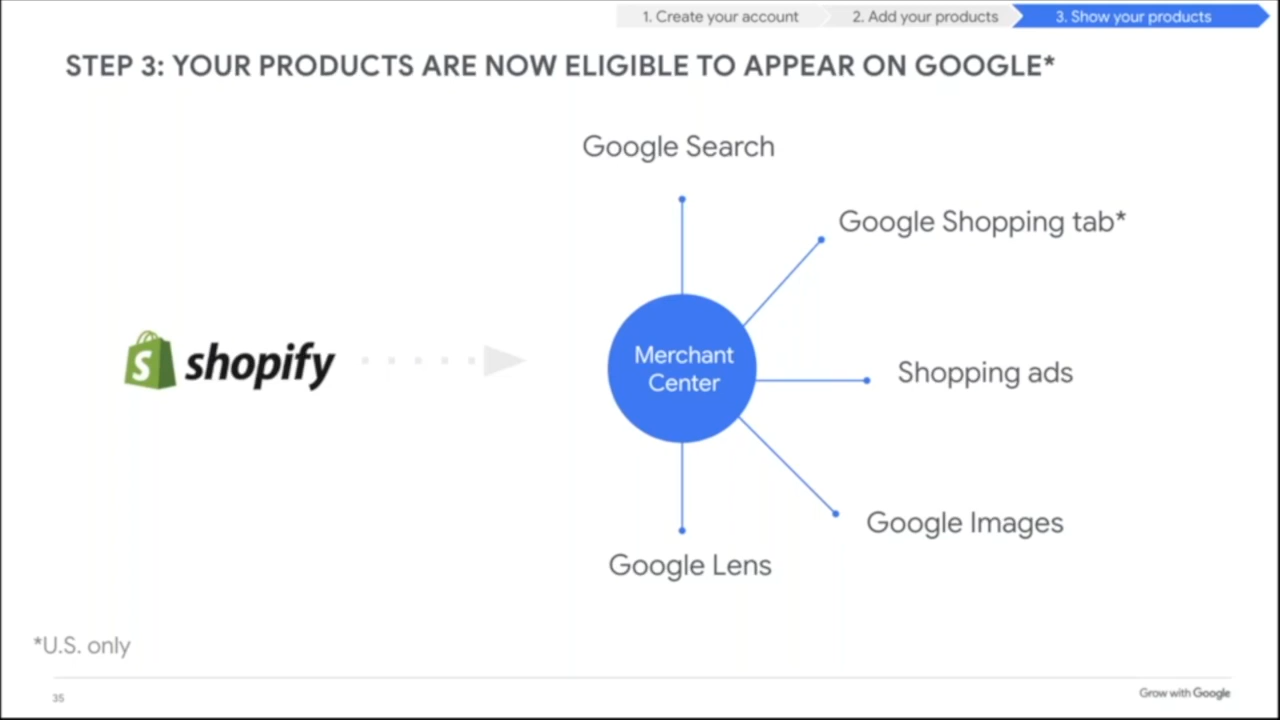 1. Create your account
2. Add your products
3. Show your products
STEP 3: YOUR PRODUCTS ARE NOW ELIGIBLE TO APPEAR ON GOOGLE*
Google Search
Google Shopping tab*
shopify
Merchant
Center
Shopping ads
Google Images
Google Lens
*U.S. only
35
Grow with Google